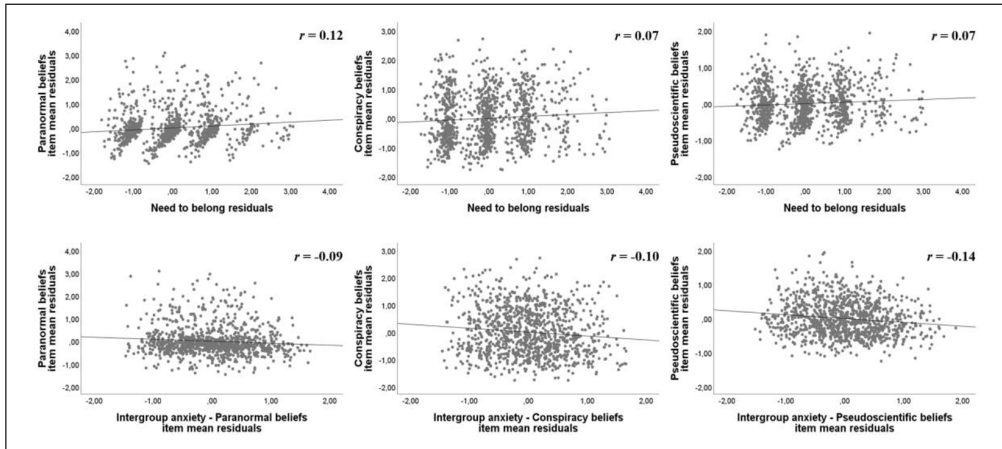 r = 0.12
Paranormal beliefs
item mean residuals
4,00
3,00
2,00
1,00
,00
-1,00
-2,00
-2,00 -1,00 ,00 1,00 2,00 3,00 4,00
Need to belong residuals
r = 0.07
Conspiracy beliefs
item mean residuals
3,00
2,00
1,00
,00
-1,00
-2,00
-2,00 -1,00 ,00 1,00 2,00 3,00 4,00
Need to belong residuals
r = 0.07
Pseudoscientific beliefs
item mean residuals
2,00
1,00
,00
-1,00
-2,00
-2,00 -1,00 ,00 1,00 2,00 3,00 4,00
Need to belong residuals
r = -0.09
Paranormal beliefs
item mean residuals
4,00
3,00
2,00
1,00
,00
-1,00
-2,00
-2,00 -1,00 ,00 1,00 2,00
Intergroup anxiety - Paranormal beliefs
item mean residuals
r = -0.10
Conspiracy beliefs
item mean residuals
3,00
2,00
1,00
,00
-1,00
-2,00
-2,00 -1,00 ,00 1,00 2,00
Intergroup anxiety - Conspiracy beliefs
item mean residuals
r = -0.14
Pseudoscientific beliefs
item mean residuals
2,00
1,00
,00
-1,00
-2,00
-2,00 -1,00 ,00 1,00 2,00
Intergroup anxiety - Pseudoscientific beliefs
item mean residuals